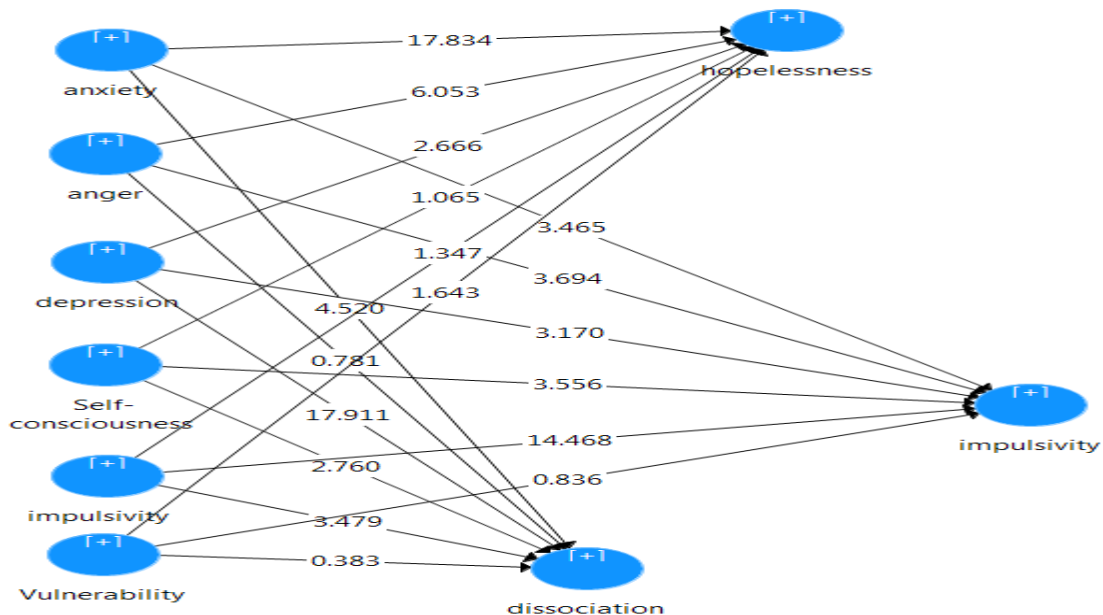 [+]
[+]
17.834
hopelessness
anxiety
6.053
[+]
2.666
anger
1.065
3.465
[+]
1.347
3.694
1.643
depression
4.520
3.170
[+]
0.781
3.556
[+]
Self-
consciousness
17.911
14.468
impulsivity
[+]
2.760
0.836
impulsivity
3.479
[+]
0.383
[+]
Vulnerability
dissociation